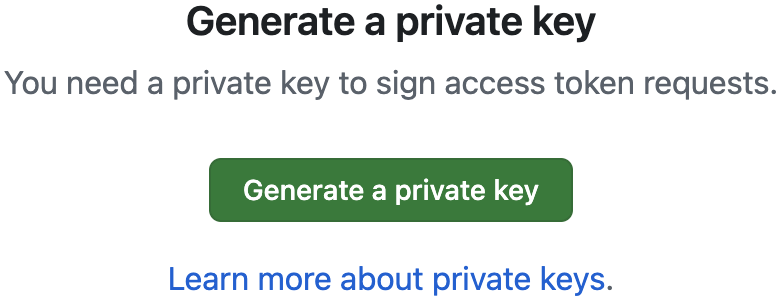 Generate a private key
You need a private key to sign access token requests.
Generate a private key
Learn more about private keys.